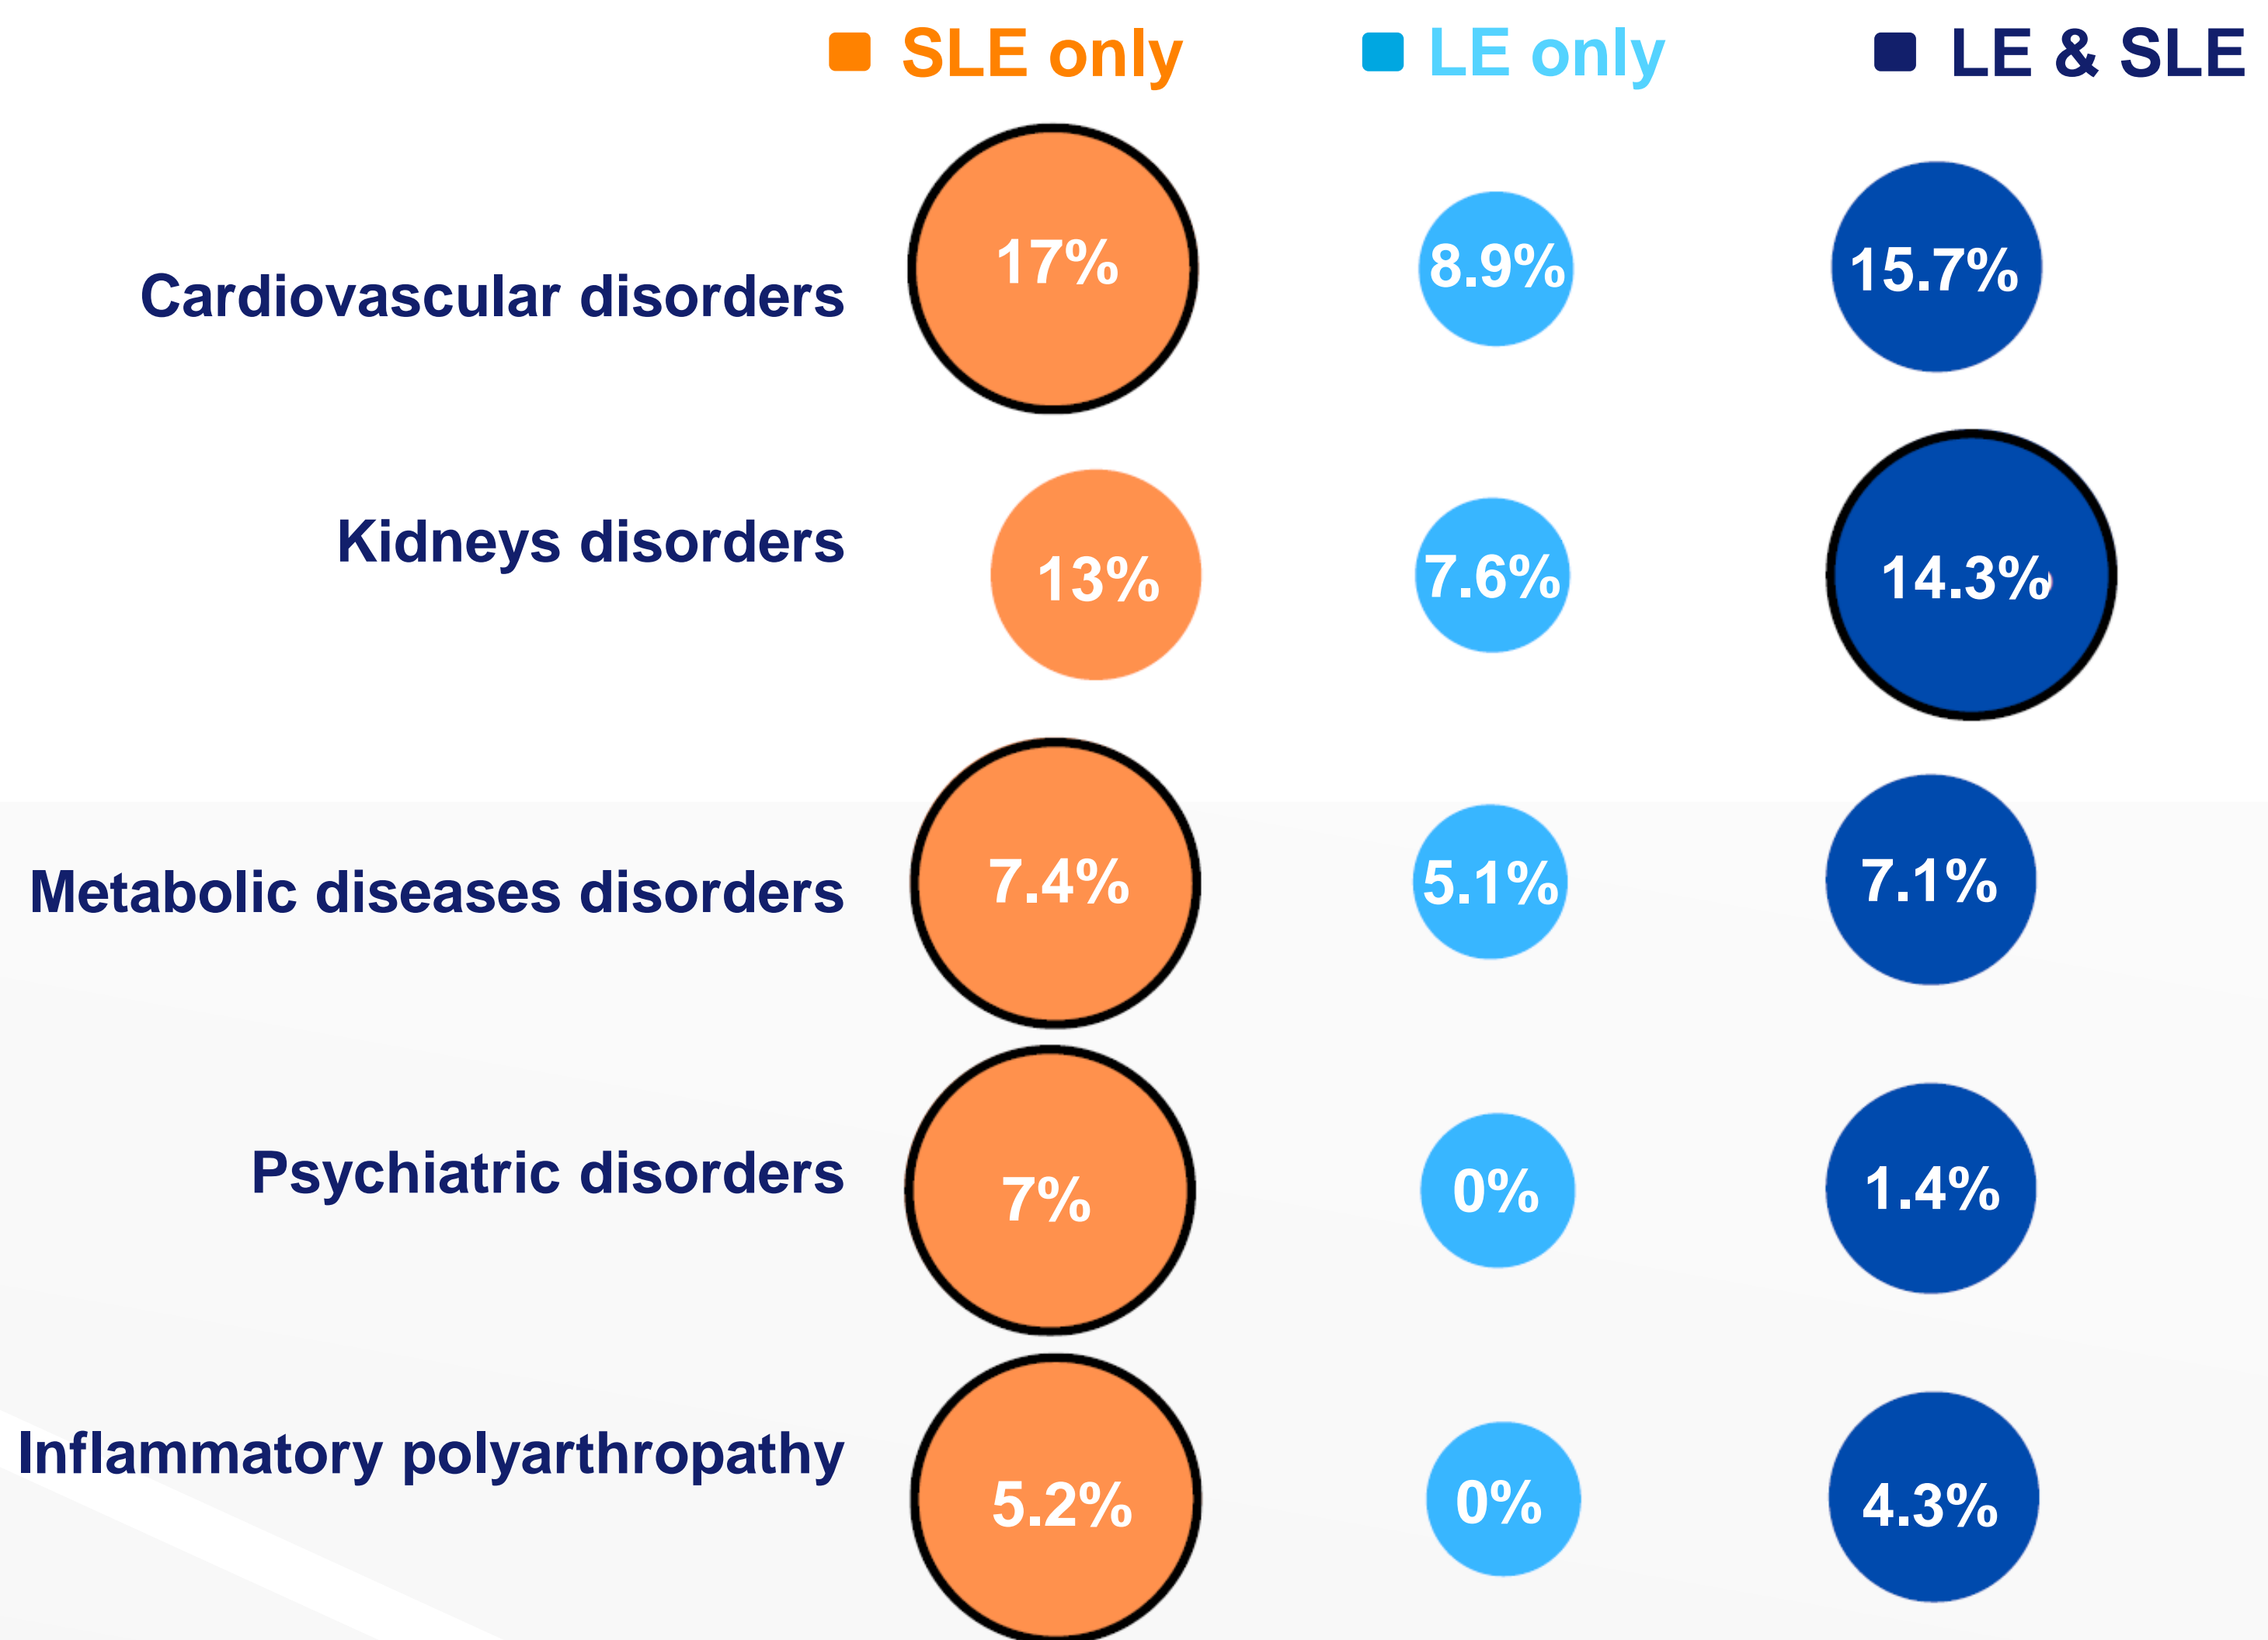 SLE only LE only LE & SLE
Cardiovascular disorders 17% 8.9% 15.7%
Kidneys disorders 13% 7.6% 14.3%
Metabolic diseases disorders 7.4% 5.1% 7.1%
Psychiatric disorders 7% 0% 1.4%
Inflammatory polyarthropathy 5.2% 0% 4.3%